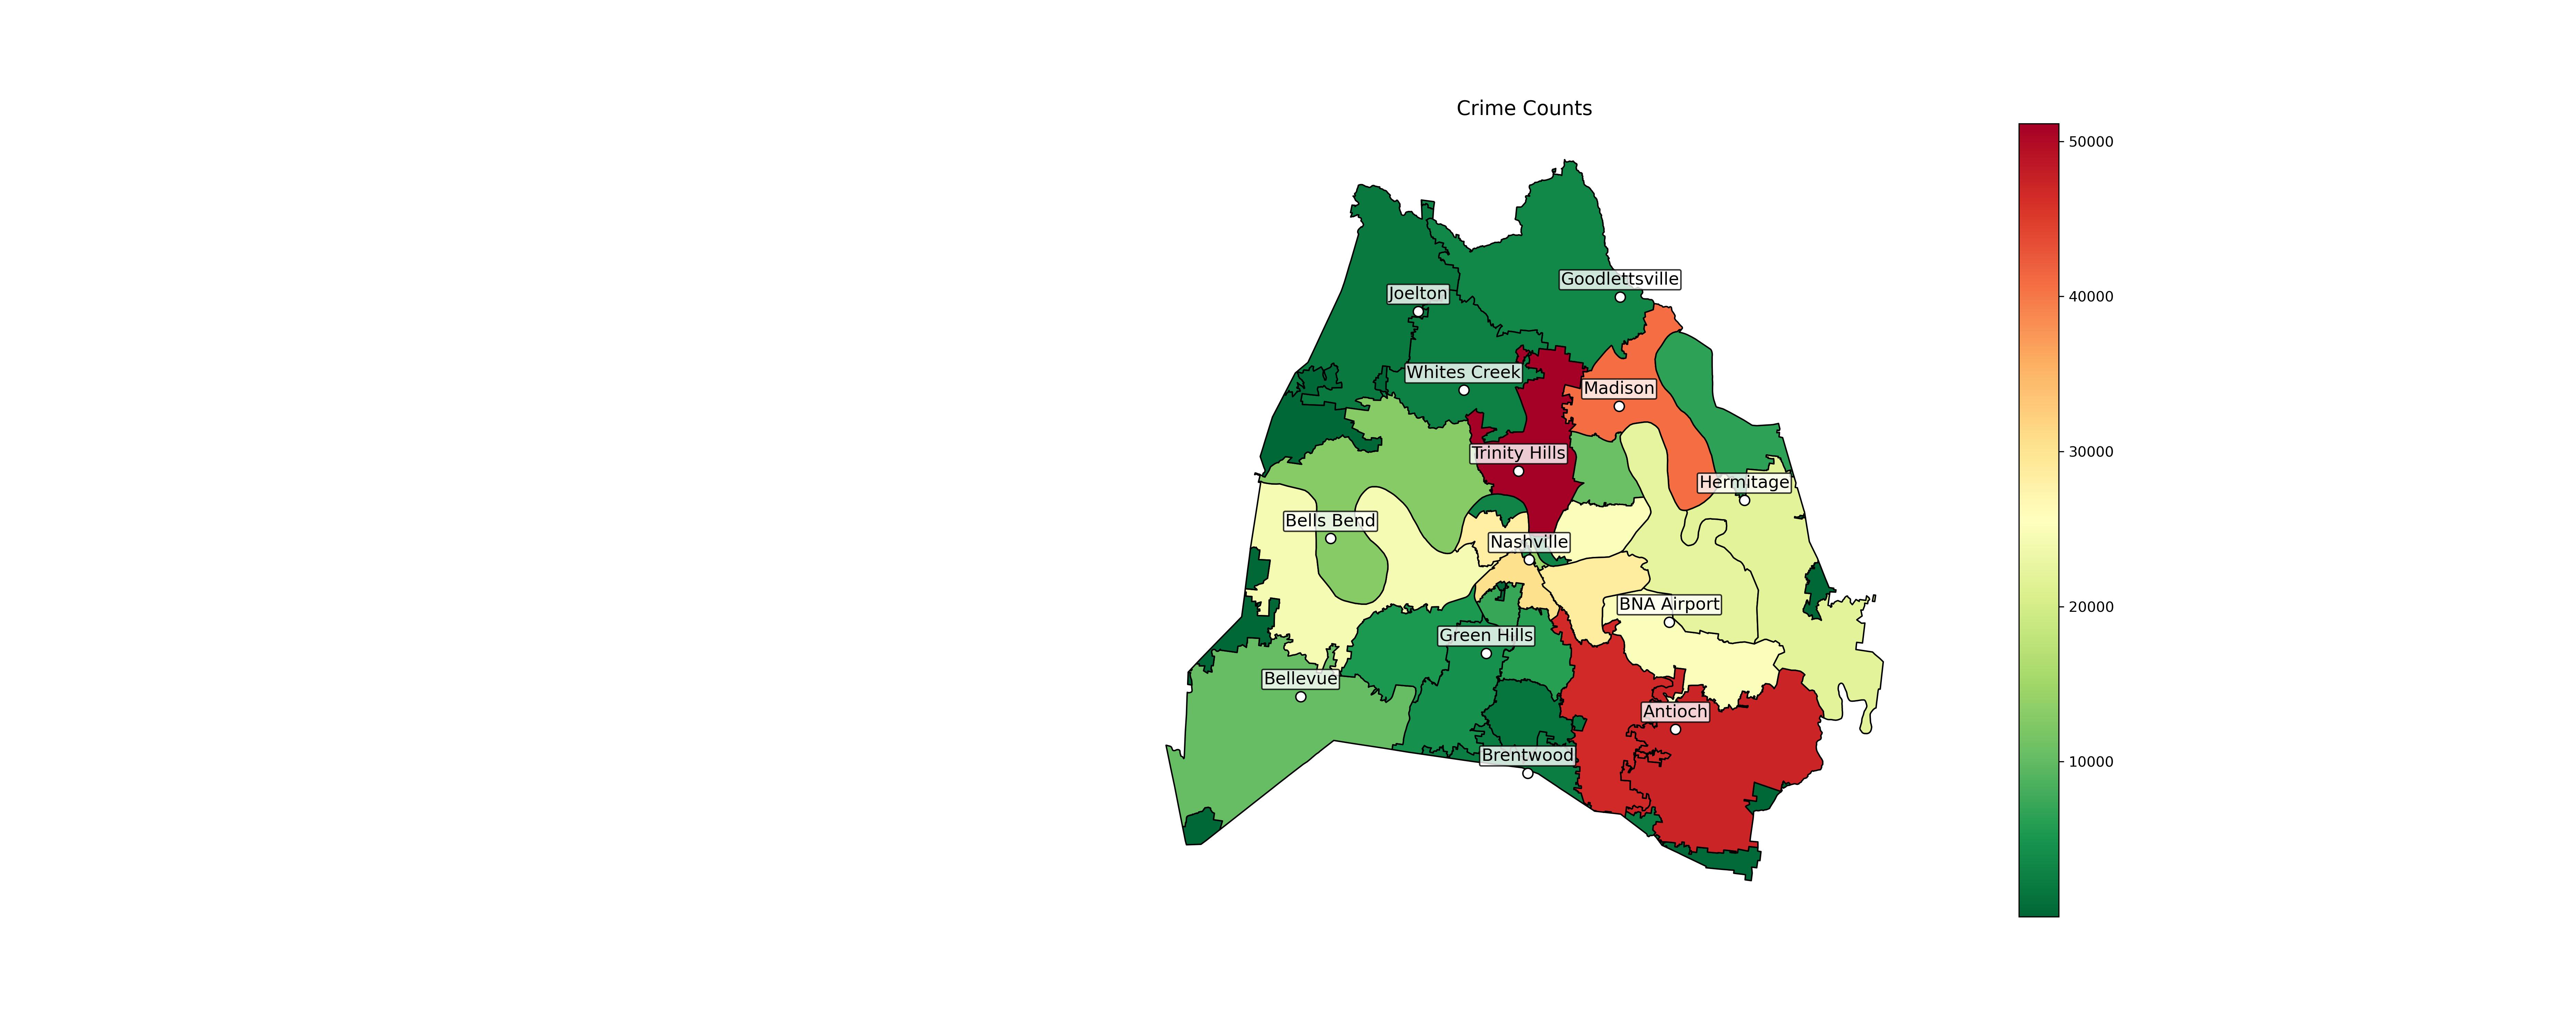 Crime Counts
50000
Goodlettsville
Joelton
40000
Whites Creek
Madison
Trinity Hills
30000
Hermitage
Bells Bend
Nashville
BNA Airport
20000
Green Hills
Bellevue
Antioch
Brentwood
10000